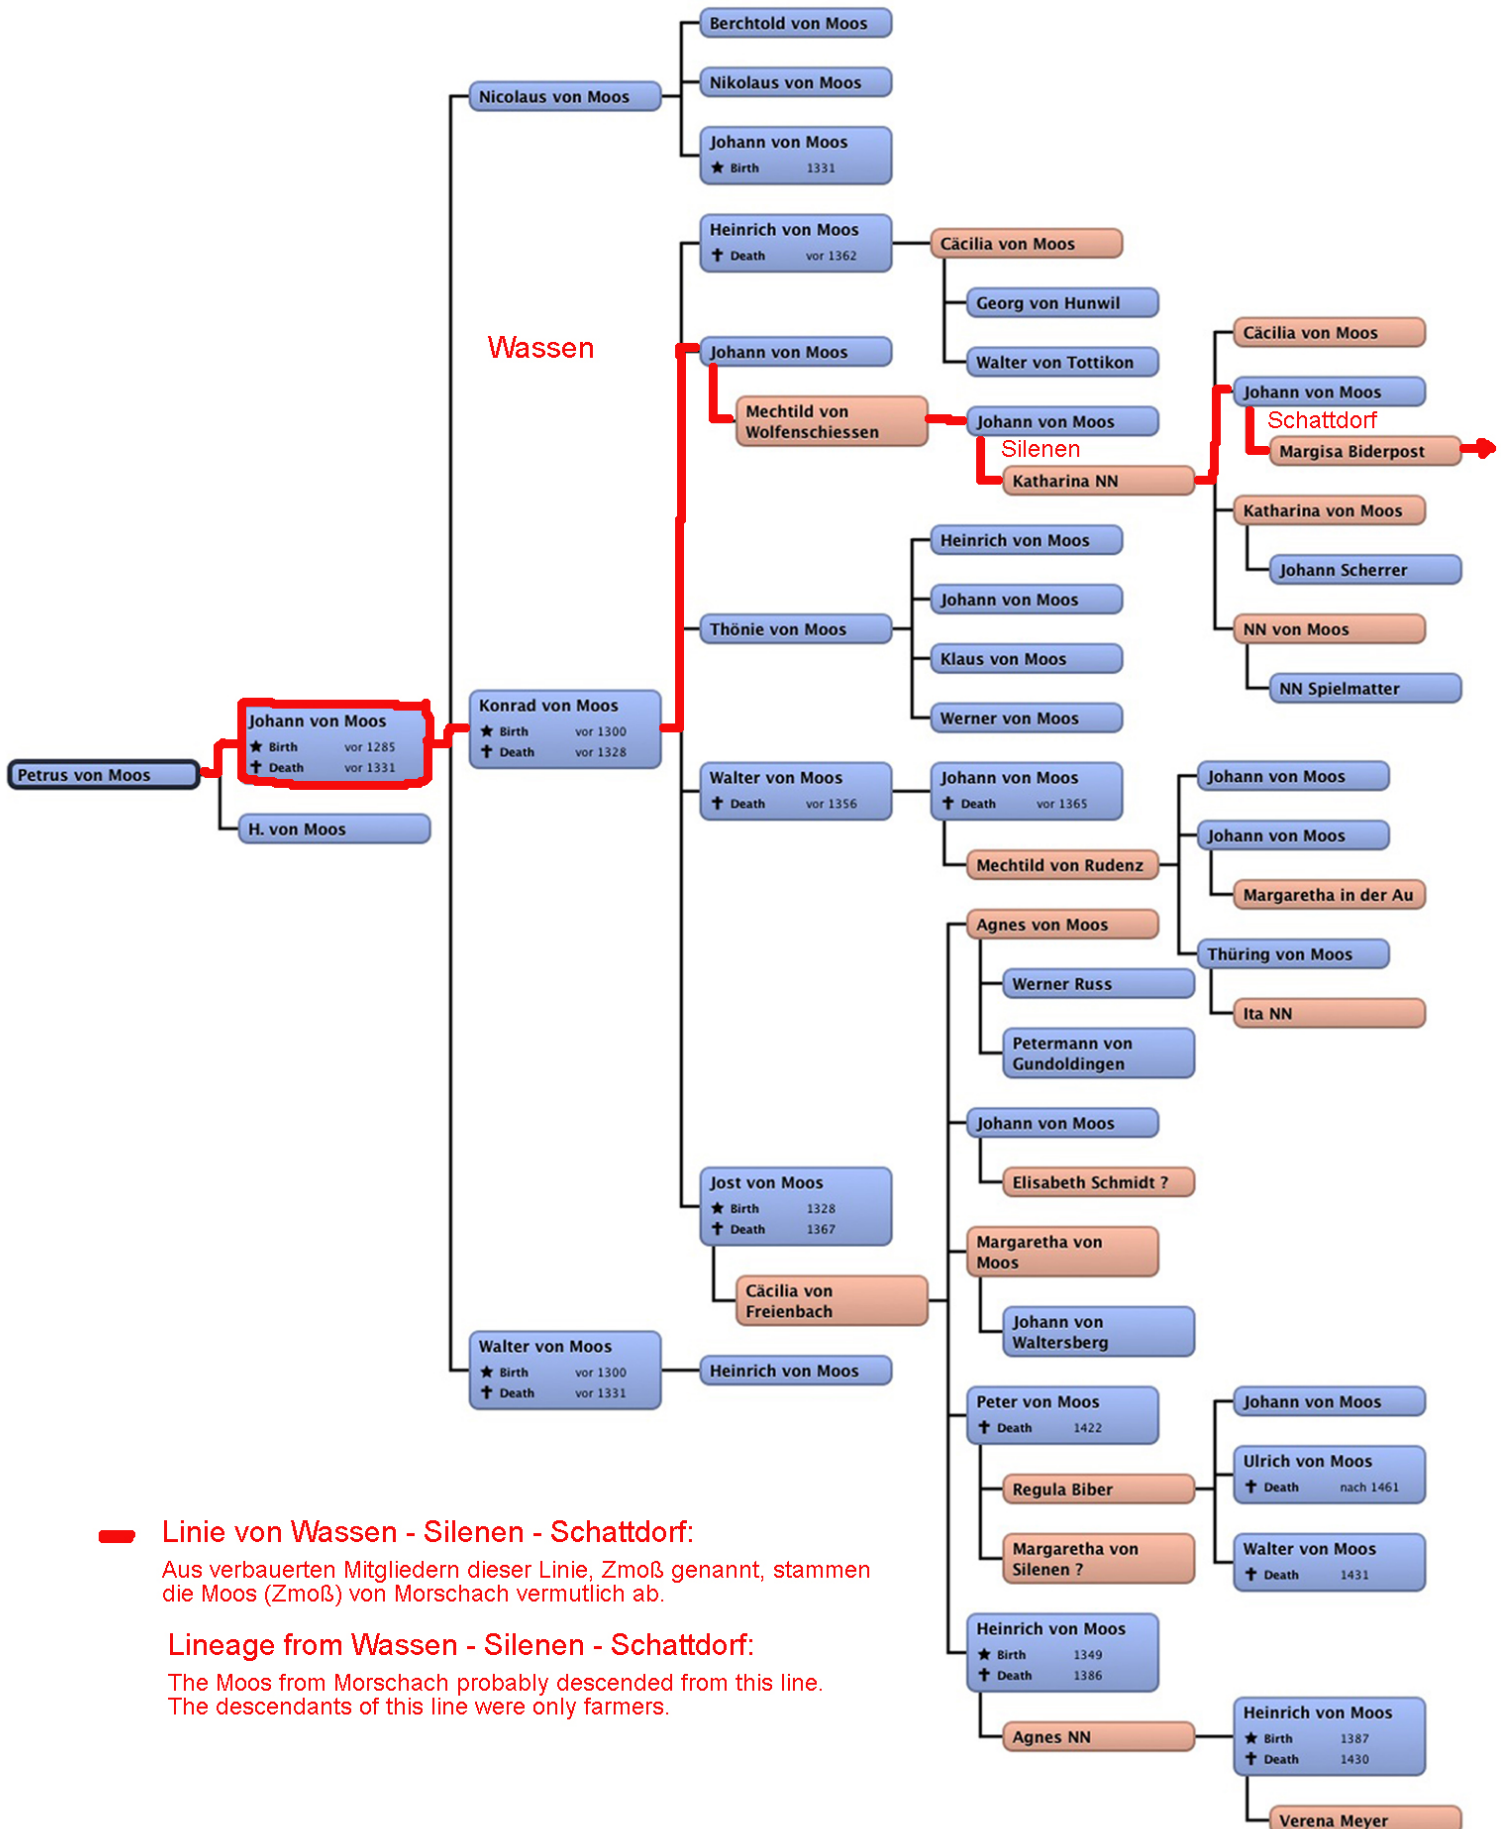 Berchtold von Moos
Nicolaus von Moos
Nikolaus von Moos
Johann von Moos
★ Birth 1331
Heinrich von Moos
✝ Death vor 1362
Cäcilia von Moos
Georg von Hunwil
Walter von Tottikon
Wassen
Johann von Moos
Mechtild von
Wolfenschiessen
Johann von Moos
Silenen
Katharina NN
Cäcilia von Moos
Johann von Moos
Schattdorf
Margisa Biderpost
Katharina von Moos
Johann Scherrer
NN von Moos
NN Spielmatter
Thönie von Moos
Heinrich von Moos
Johann von Moos
Klaus von Moos
Werner von Moos
Petrus von Moos
Johann von Moos
★ Birth vor 1285
✝ Death vor 1331
H. von Moos
Konrad von Moos
★ Birth vor 1300
✝ Death vor 1328
Walter von Moos
✝ Death vor 1356
Johann von Moos
✝ Death vor 1365
Mechtild von Rudenz
Johann von Moos
Johann von Moos
Margaretha in der Au
Thüring von Moos
Ita NN
Agnes von Moos
Werner Russ
Petermann von
Gundoldingen
Johann von Moos
Elisabeth Schmidt ?
Jost von Moos
★ Birth 1328
✝ Death 1367
Cäcilia von
Freienbach
Margaretha von
Moos
Johann von
Waltersberg
Walter von Moos
★ Birth vor 1300
✝ Death vor 1331
Heinrich von Moos
Peter von Moos
✝ Death 1422
Regula Biber
Margaretha von
Silenen ?
Johann von Moos
Ulrich von Moos
✝ Death nach 1461
Walter von Moos
✝ Death 1431
Heinrich von Moos
★ Birth 1349
✝ Death 1386
Agnes NN
Heinrich von Moos
★ Birth 1387
✝ Death 1430
Verena Meyer
Linie von Wassen - Silenen - Schattdorf:
Aus verbauerten Mitgliedern dieser Linie, Zmoß genannt, stammen
die Moos (Zmoß) von Morschach vermutlich ab.
Lineage from Wassen - Silenen - Schattdorf:
The Moos from Morschach probably descended from this line.
The descendants of this line were only farmers.